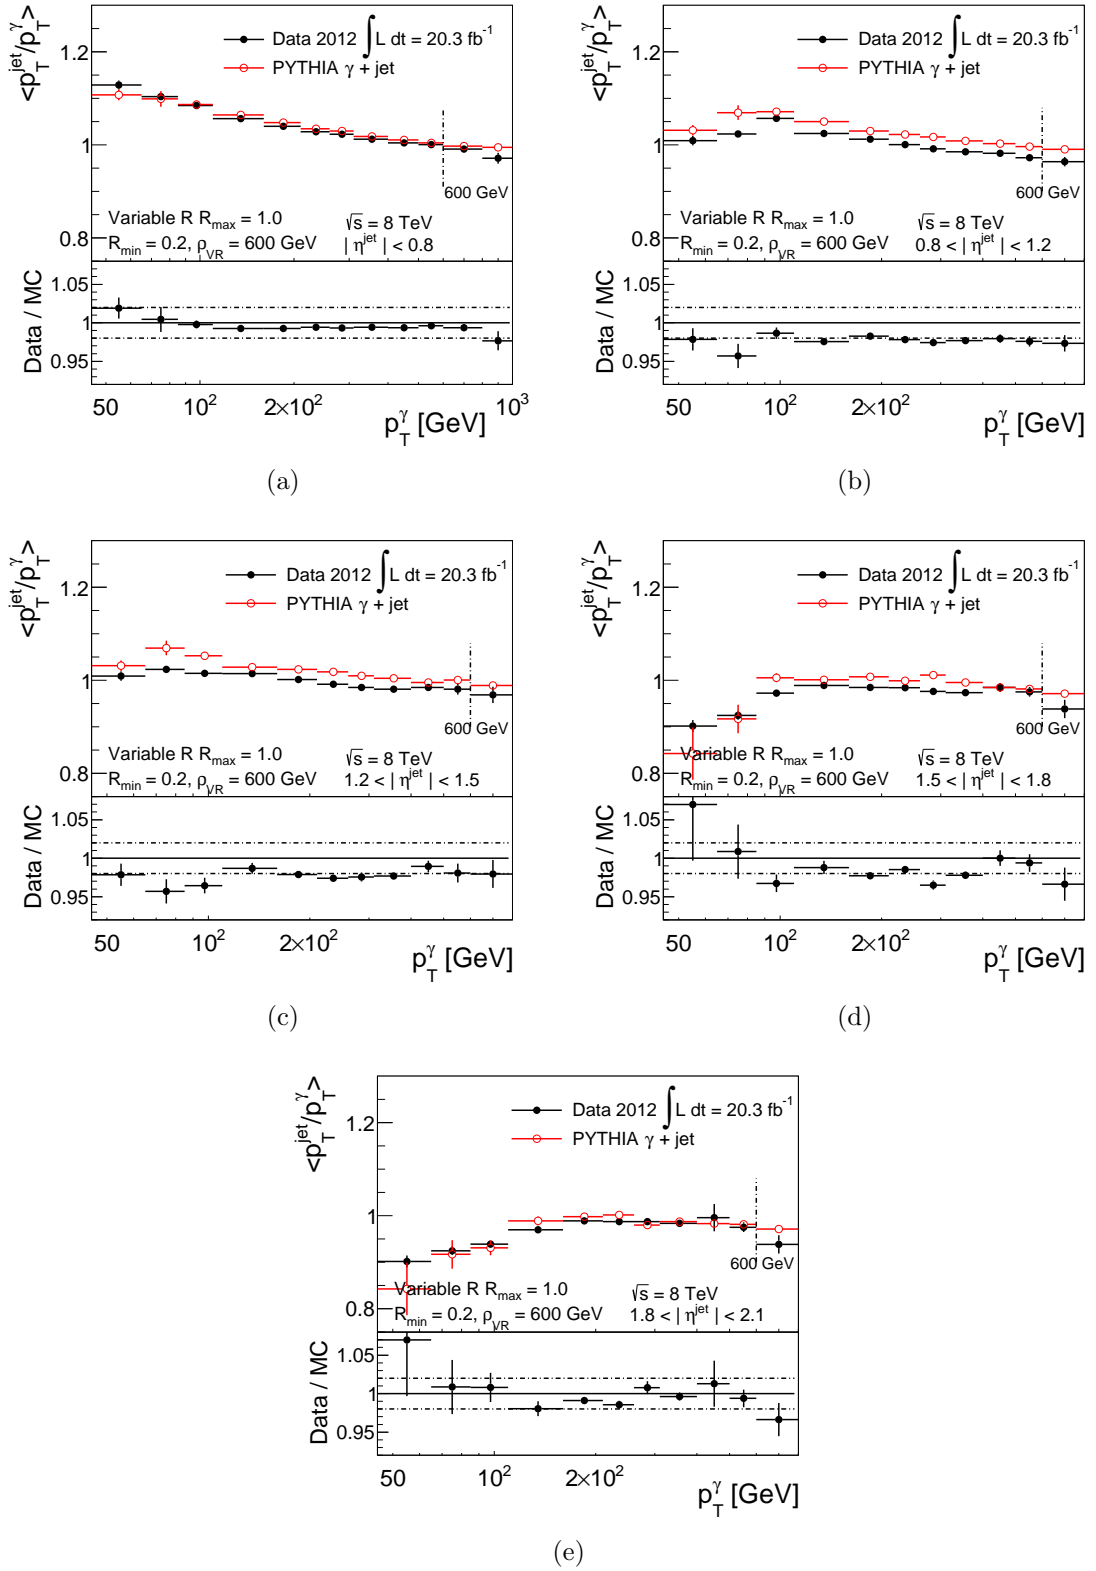 <p_T^jet/p_T^γ>
1.2
1
0.8
Data 2012 ∫L dt = 20.3 fb^-1
PYTHIA γ + jet
600 GeV
Variable R R_max = 1.0
R_min = 0.2, ρ_VR = 600 GeV
√s = 8 TeV
| η^jet | < 0.8
Data / MC
1.05
1
0.95
50 10^2 2×10^2 10^3
p_T^γ [GeV]
(a)
<p_T^jet/p_T^γ>
1.2
1
0.8
Data 2012 ∫L dt = 20.3 fb^-1
PYTHIA γ + jet
600 GeV
Variable R R_max = 1.0
R_min = 0.2, ρ_VR = 600 GeV
√s = 8 TeV
0.8 < | η^jet | < 1.2
Data / MC
1.05
1
0.95
50 10^2 2×10^2
p_T^γ [GeV]
(b)
<p_T^jet/p_T^γ>
1.2
1
0.8
Data 2012 ∫L dt = 20.3 fb^-1
PYTHIA γ + jet
600 GeV
Variable R R_max = 1.0
R_min = 0.2, ρ_VR = 600 GeV
√s = 8 TeV
1.2 < | η^jet | < 1.5
Data / MC
1.05
1
0.95
50 10^2 2×10^2
p_T^γ [GeV]
(c)
<p_T^jet/p_T^γ>
1.2
1
0.8
Data 2012 ∫L dt = 20.3 fb^-1
PYTHIA γ + jet
600 GeV
Variable R R_max = 1.0
R_min = 0.2, ρ_VR = 600 GeV
√s = 8 TeV
1.5 < | η^jet | < 1.8
Data / MC
1.05
1
0.95
50 10^2 2×10^2
p_T^γ [GeV]
(d)
<p_T^jet/p_T^γ>
1.2
1
0.8
Data 2012 ∫L dt = 20.3 fb^-1
PYTHIA γ + jet
600 GeV
Variable R R_max = 1.0
R_min = 0.2, ρ_VR = 600 GeV
√s = 8 TeV
1.8 < | η^jet | < 2.1
Data / MC
1.05
1
0.95
50 10^2 2×10^2
p_T^γ [GeV]
(e)